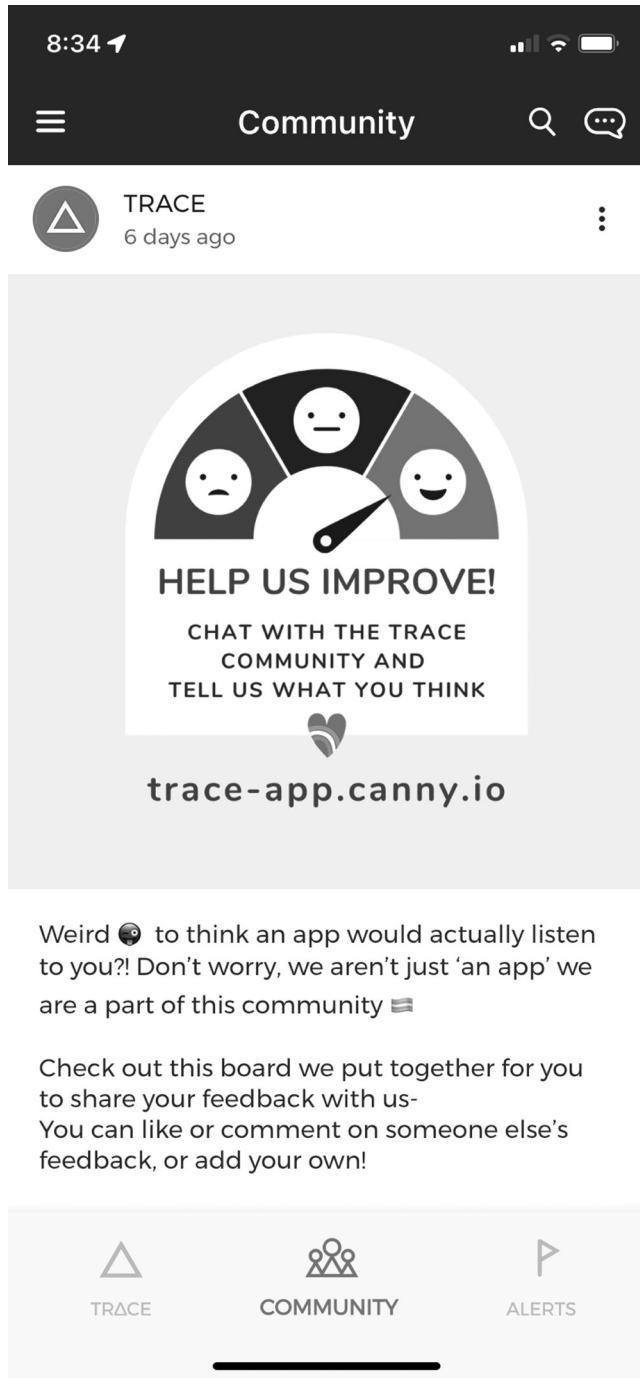 8:34
Community
TRACE
6 days ago
HELP US IMPROVE!
CHAT WITH THE TRACE
COMMUNITY AND
TELL US WHAT YOU THINK
trace-app.canny.io
Weird 😜 to think an app would actually listen
to you?! Don’t worry, we aren’t just ‘an app’ we
are a part of this community
Check out this board we put together for you
to share your feedback with us-
You can like or comment on someone else’s
feedback, or add your own!
TRΔCE
COMMUNITY
ALERTS